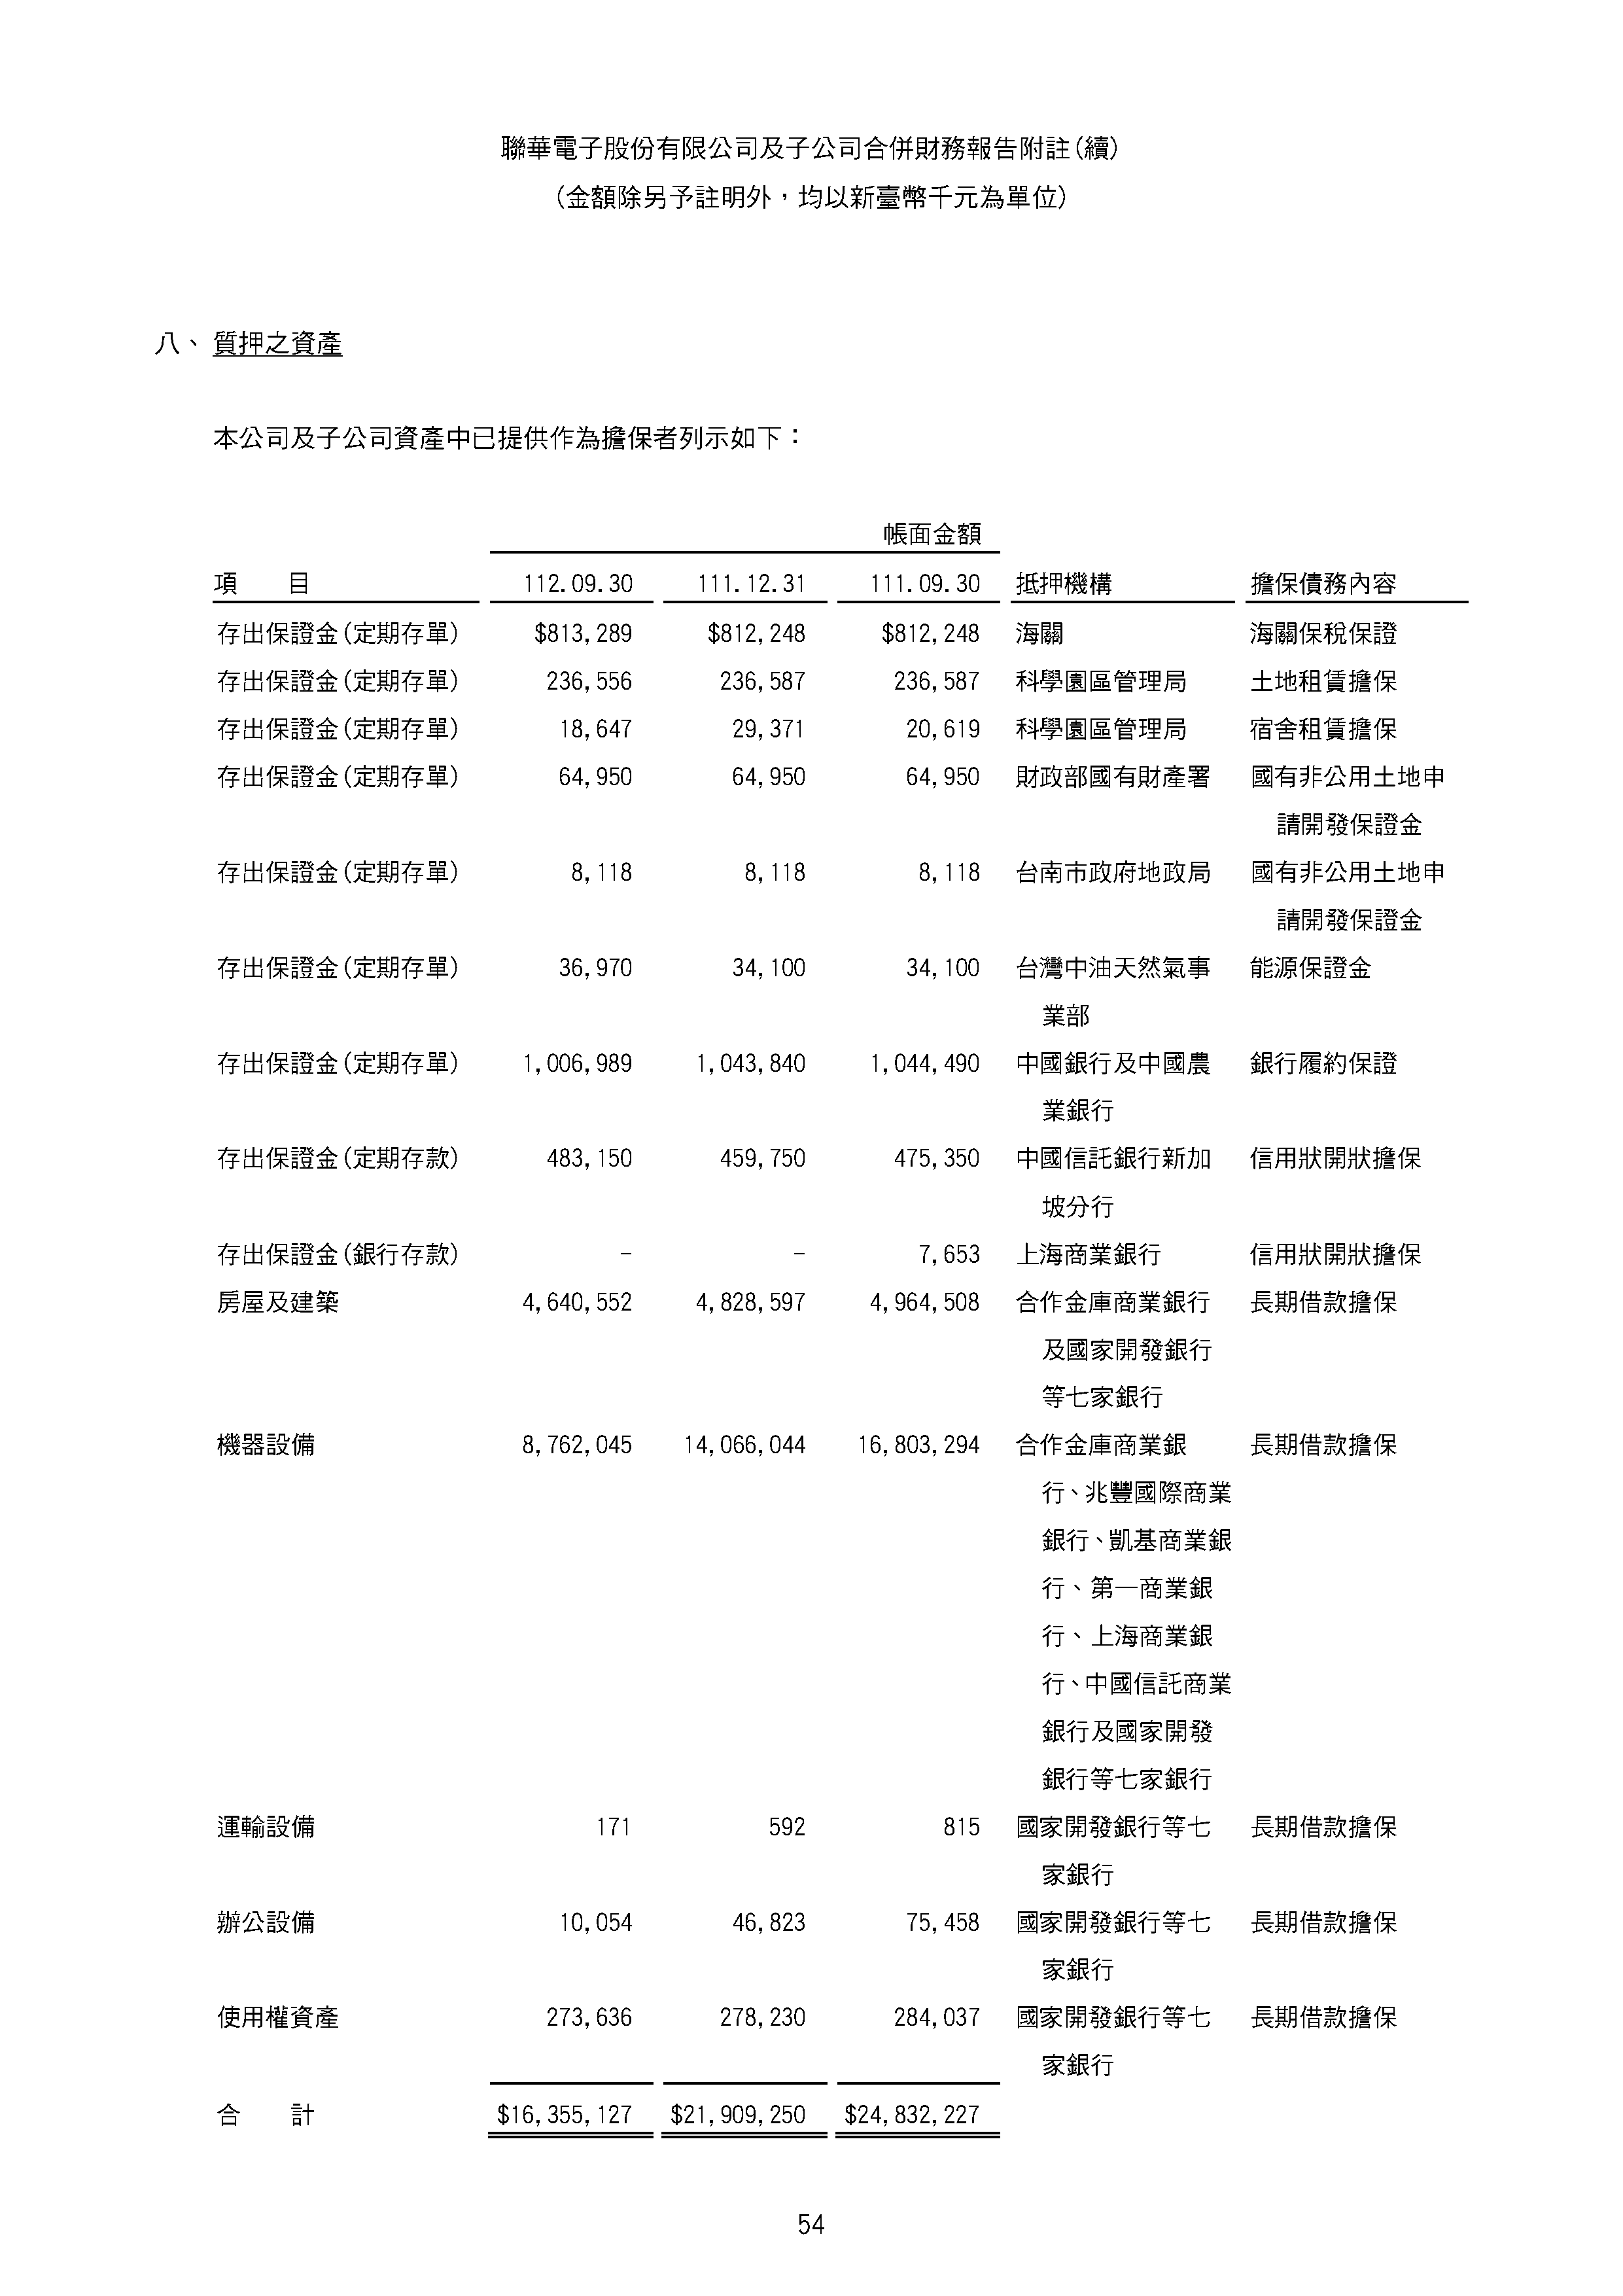 聯華電子股份有限公司及子公司合併財務報告附註(續)
(金額除另予註明外，均以新臺幣千元為單位)
八、質押之資產
本公司及子公司資產中已提供作為擔保者列示如下：
帳面金額
項　　目 112.09.30 111.12.31 111.09.30 抵押機構 擔保債務內容
存出保證金(定期存單) $813,289 $812,248 $812,248 海關 海關保稅保證
存出保證金(定期存單) 236,556 236,587 236,587 科學園區管理局 土地租賃擔保
存出保證金(定期存單) 18,647 29,371 20,619 科學園區管理局 宿舍租賃擔保
存出保證金(定期存單) 64,950 64,950 64,950 財政部國有財產署 國有非公用土地申
請開發保證金
存出保證金(定期存單) 8,118 8,118 8,118 台南市政府地政局 國有非公用土地申
請開發保證金
存出保證金(定期存單) 36,970 34,100 34,100 台灣中油天然氣事 能源保證金
業部
存出保證金(定期存單) 1,006,989 1,043,840 1,044,490 中國銀行及中國農 銀行履約保證
業銀行
存出保證金(定期存款) 483,150 459,750 475,350 中國信託銀行新加 信用狀開狀擔保
坡分行
存出保證金(銀行存款) － － 7,653 上海商業銀行 信用狀開狀擔保
房屋及建築 4,640,552 4,828,597 4,964,508 合作金庫商業銀行 長期借款擔保
及國家開發銀行
等七家銀行
機器設備 8,762,045 14,066,044 16,803,294 合作金庫商業銀 長期借款擔保
行、兆豐國際商業
銀行、凱基商業銀
行、第一商業銀
行、上海商業銀
行、中國信託商業
銀行及國家開發
銀行等七家銀行
運輸設備 171 592 815 國家開發銀行等七 長期借款擔保
家銀行
辦公設備 10,054 46,823 75,458 國家開發銀行等七 長期借款擔保
家銀行
使用權資產 273,636 278,230 284,037 國家開發銀行等七 長期借款擔保
家銀行
合　　計 $16,355,127 $21,909,250 $24,832,227
54